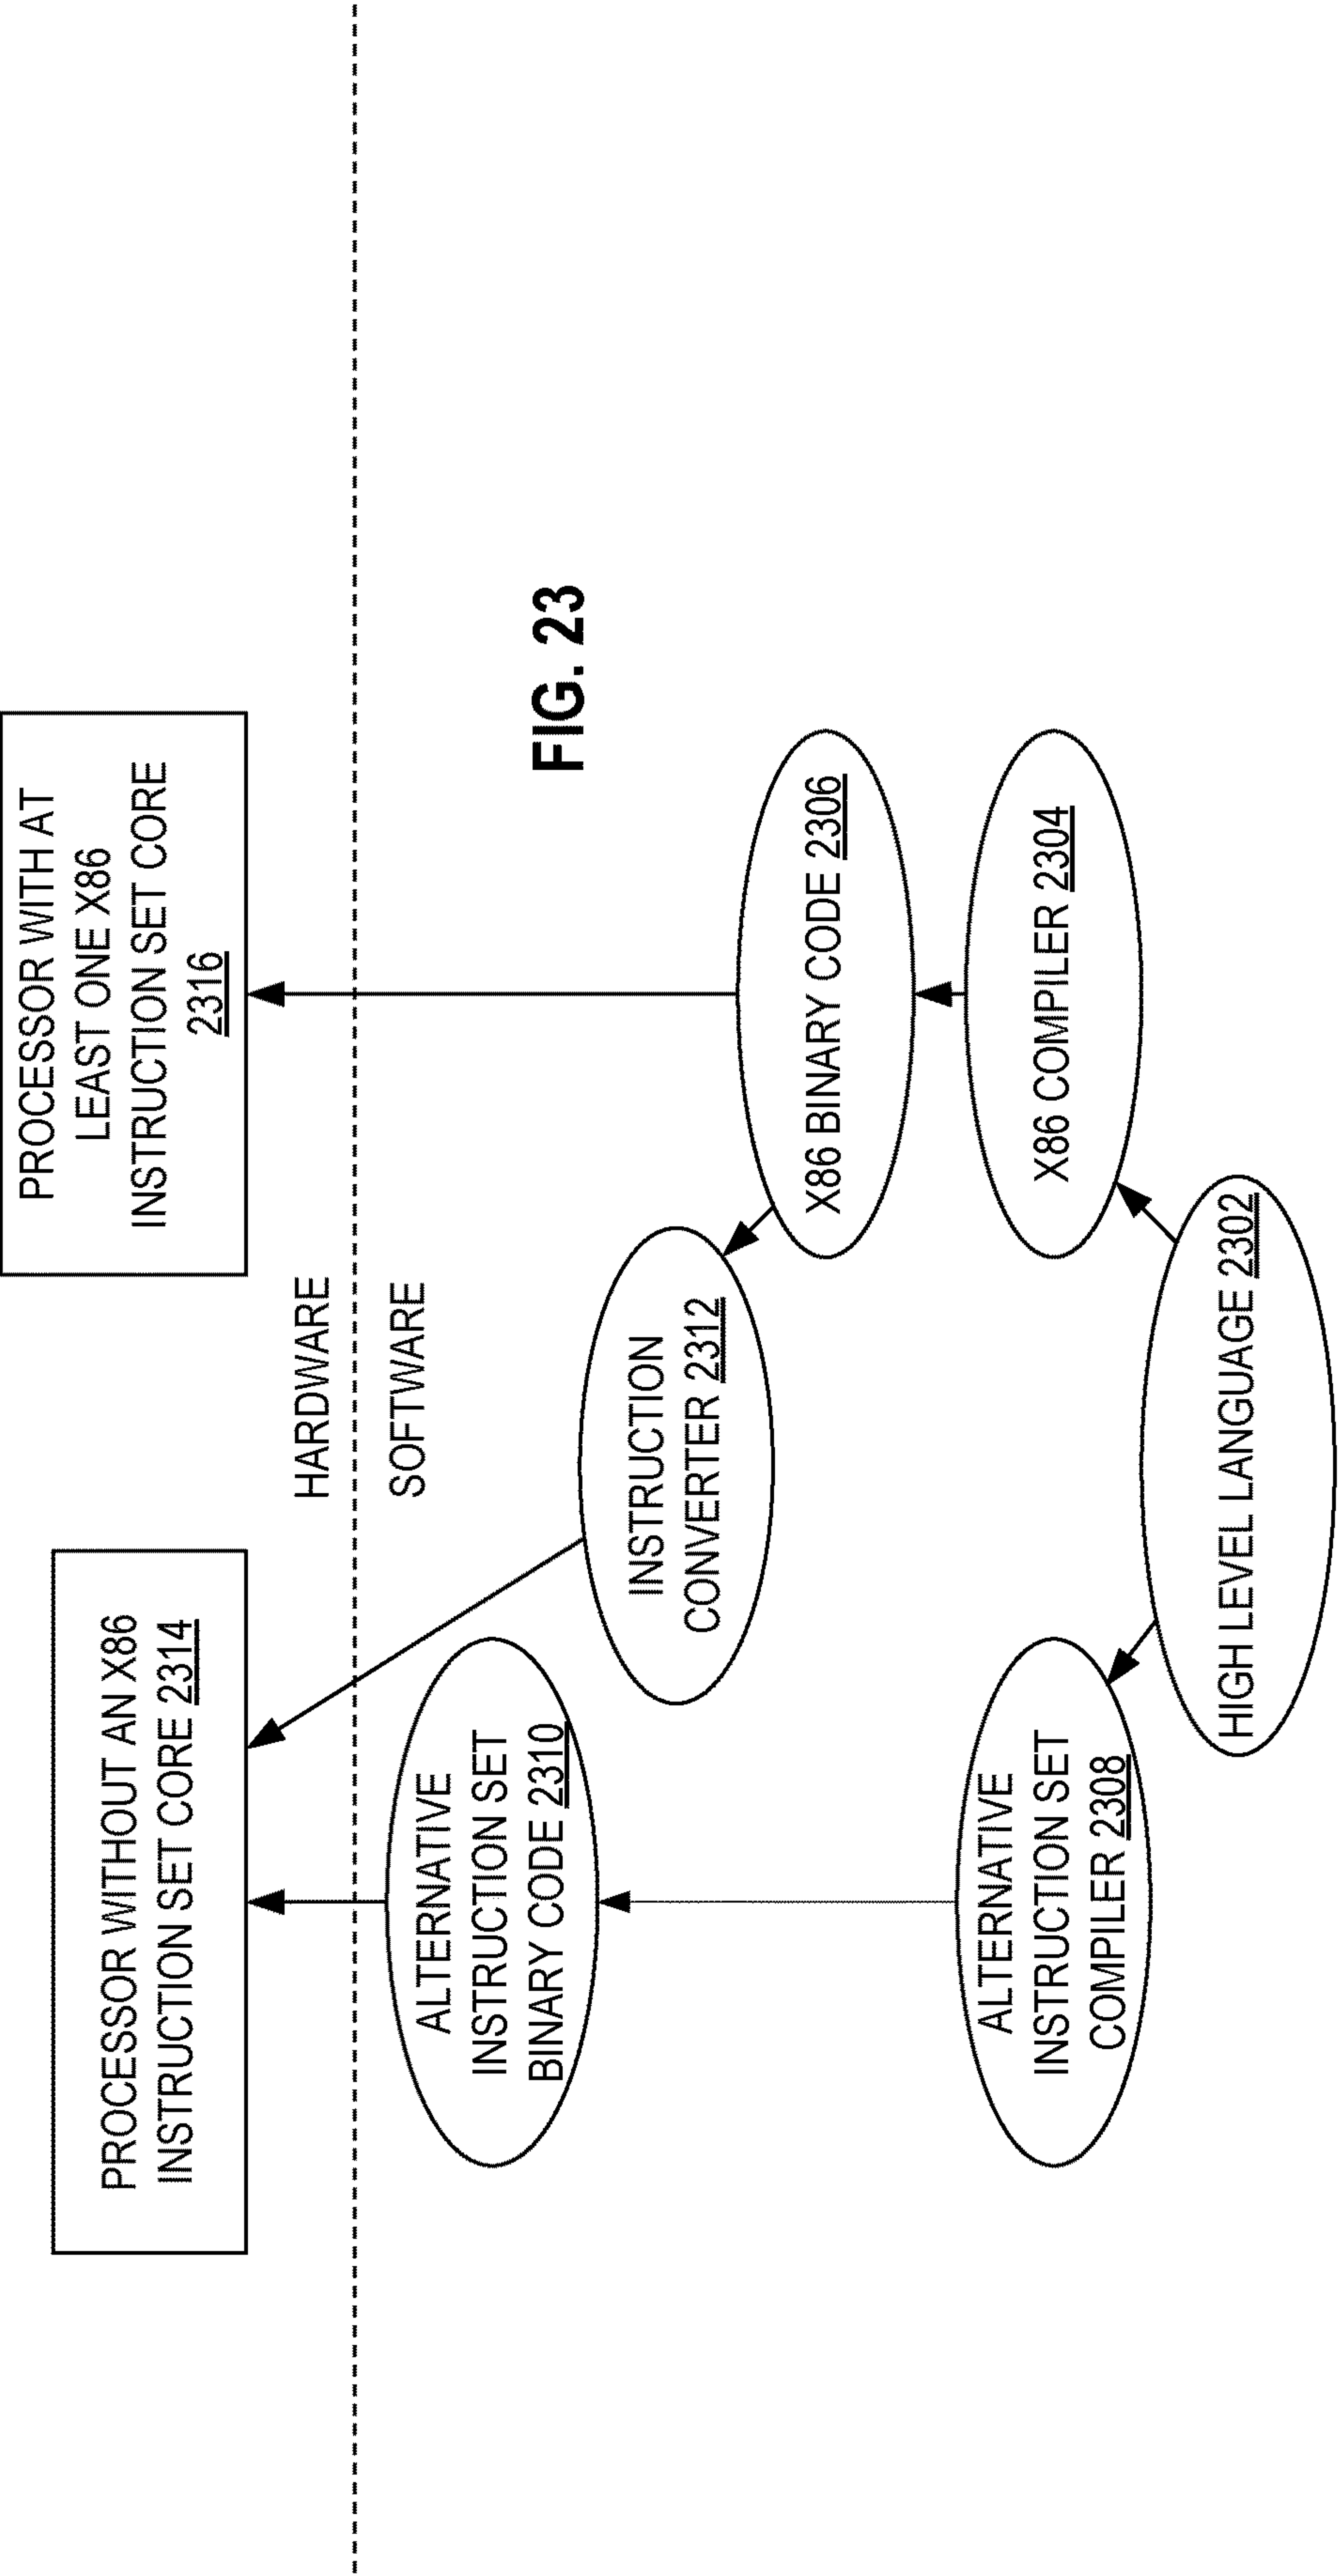 PROCESSOR WITHOUT AN X86
INSTRUCTION SET CORE 2314
PROCESSOR WITH AT
LEAST ONE X86
INSTRUCTION SET CORE
2316
HARDWARE
SOFTWARE
ALTERNATIVE
INSTRUCTION SET
BINARY CODE 2310
INSTRUCTION
CONVERTER 2312
FIG. 23
X86 BINARY CODE 2306
ALTERNATIVE
INSTRUCTION SET
COMPILER 2308
X86 COMPILER 2304
HIGH LEVEL LANGUAGE 2302